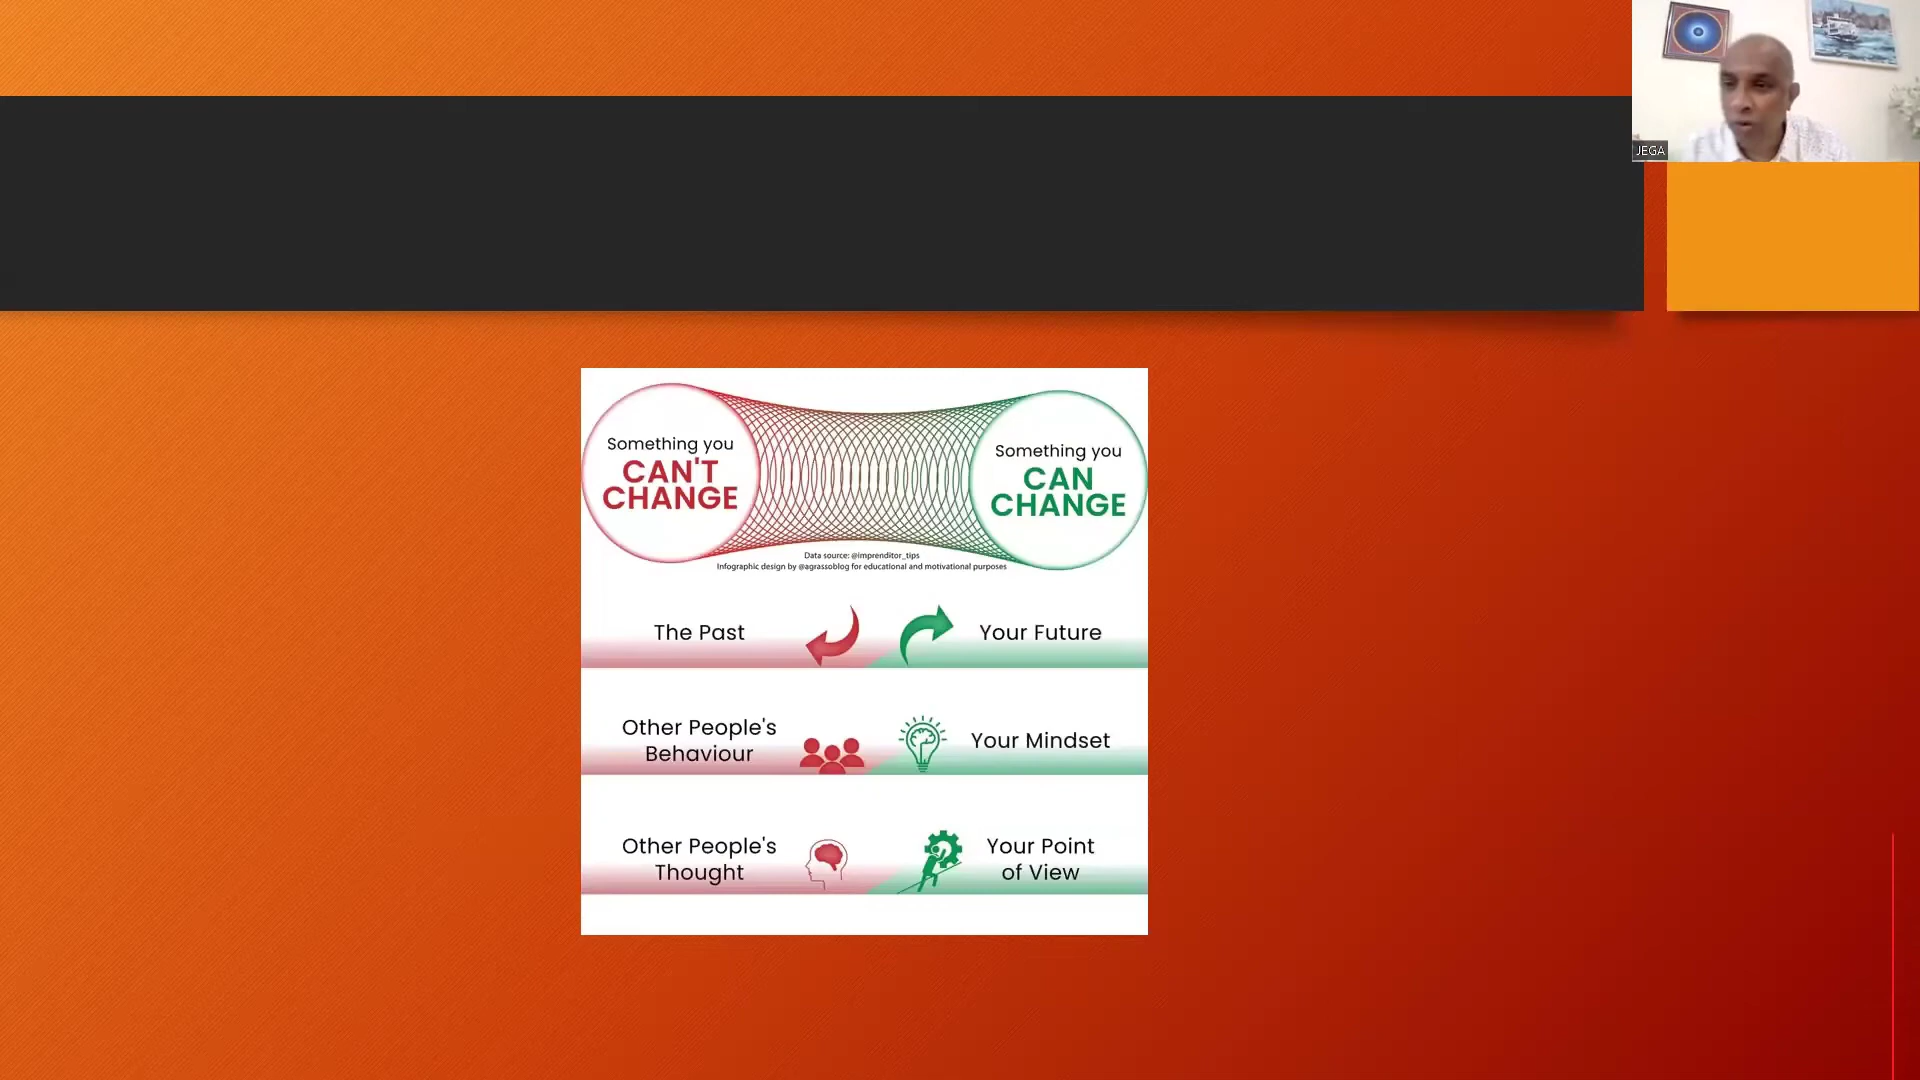 JEGA
Something you
CAN'T
CHANGE
Something you
CAN
CHANGE
Data source: @imprenditor_tips
Infographic design by @agrassoblog for educational and motivational purposes
The Past
Your Future
Other People's
Behaviour
Your Mindset
Other People's
Thought
Your Point
of View